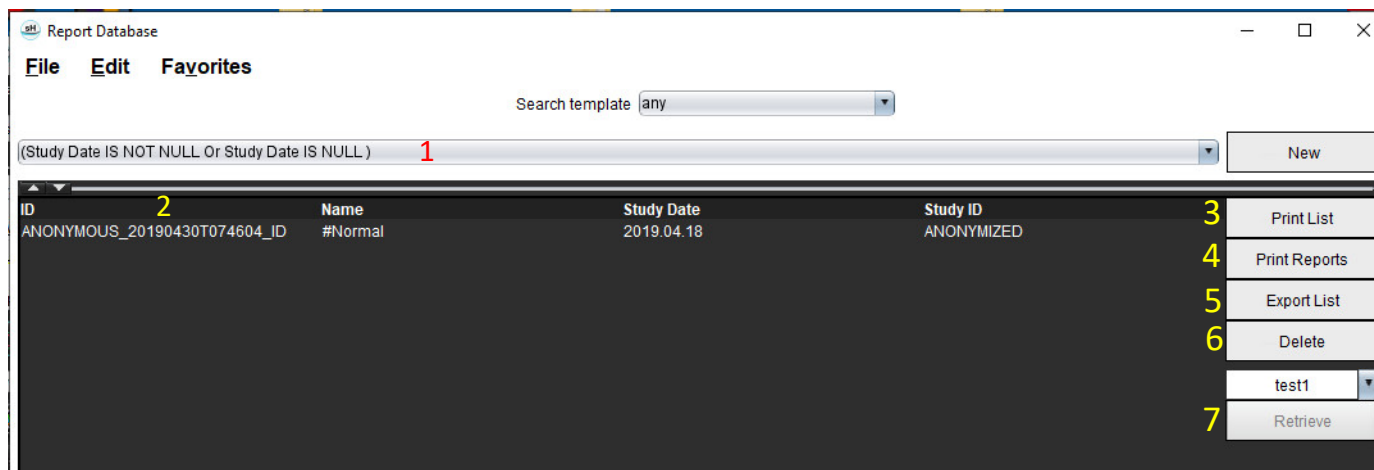 sH Report Database
File Edit Favorites
Search template any
(Study Date IS NOT NULL Or Study Date IS NULL ) 1 New
2
ID Name Study Date Study ID
ANONYMOUS_20190430T074604_ID #Normal 2019.04.18 ANONYMIZED
3 Print List
4 Print Reports
5 Export List
6 Delete
test1
7 Retrieve